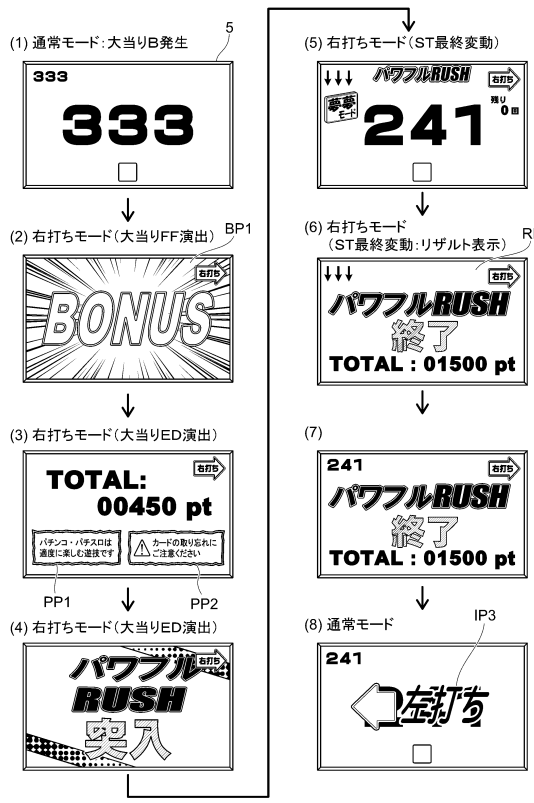 5
(1) 通常モード：大当りB発生
333
333
(2) 右打ちモード(大当りFF演出)
BP1
右打ち
BONUS
(3) 右打ちモード(大当りED演出)
右打ち
TOTAL:
00450 pt
パチンコ・パチスロは
適度に楽しむ遊技です
カードの取り忘れに
ご注意ください
PP1
PP2
(4) 右打ちモード(大当りED演出)
右打ち
パワフル
RUSH
突入
(5) 右打ちモード(ST最終変動)
パワフルRUSH
右打ち
夢夢
モード
241
残り
0回
(6) 右打ちモード
(ST最終変動：リザルト表示)
右打ち
パワフルRUSH
終了
TOTAL : 01500 pt
(7)
241
右打ち
パワフルRUSH
終了
TOTAL : 01500 pt
(8) 通常モード
IP3
241
左打ち